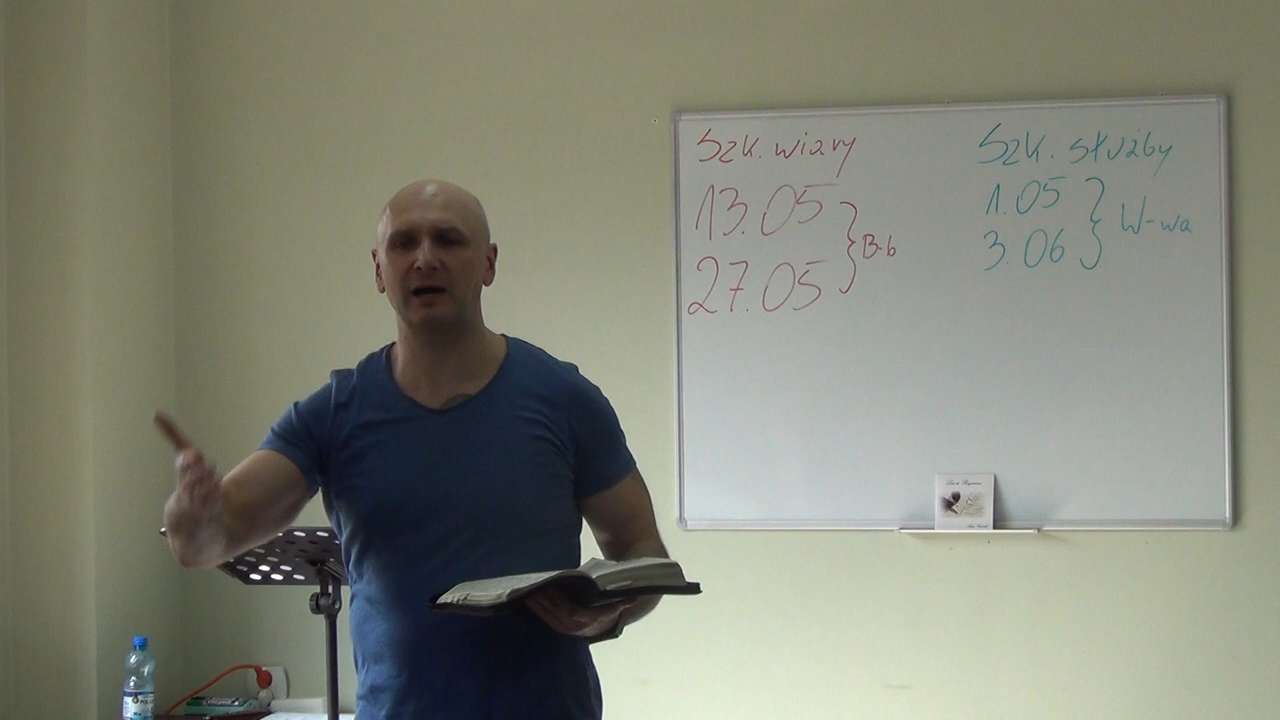 Szk. wiary
13.05
27.05
B-b
Szk. służby
1.05
3.06
W-wa